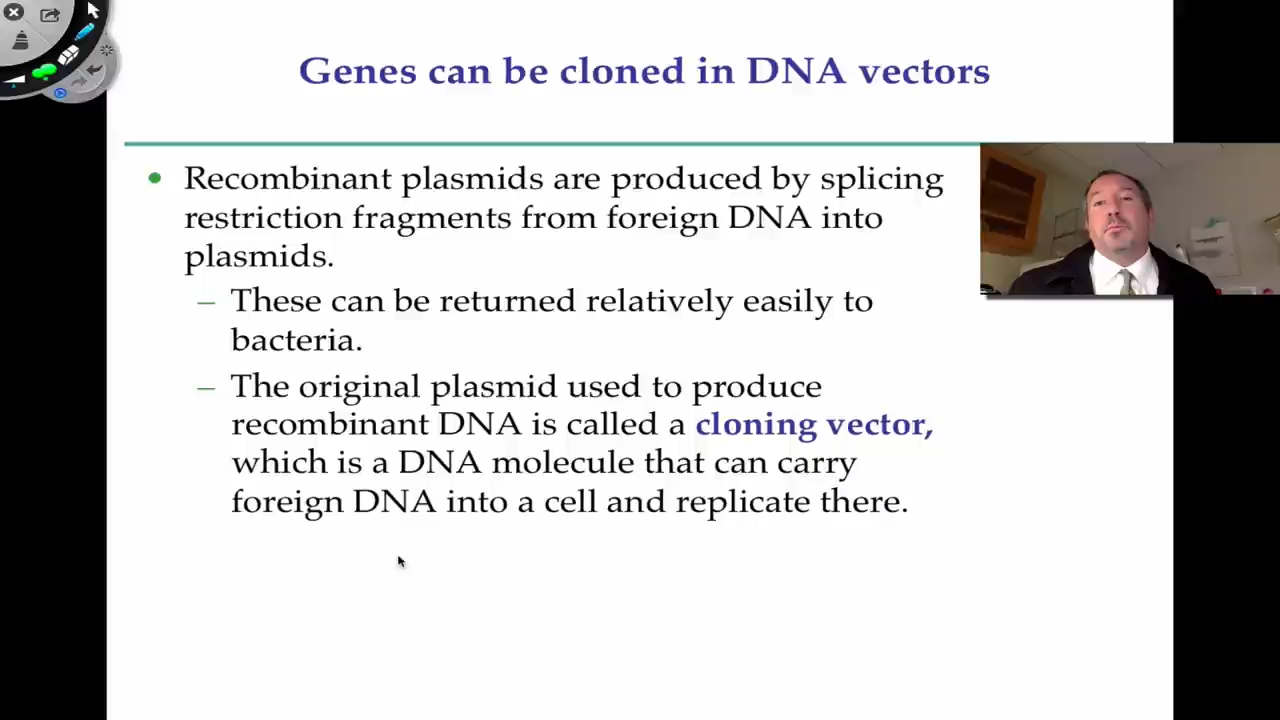 Genes can be cloned in DNA vectors
• Recombinant plasmids are produced by splicing
restriction fragments from foreign DNA into
plasmids.
– These can be returned relatively easily to
bacteria.
– The original plasmid used to produce
recombinant DNA is called a cloning vector,
which is a DNA molecule that can carry
foreign DNA into a cell and replicate there.